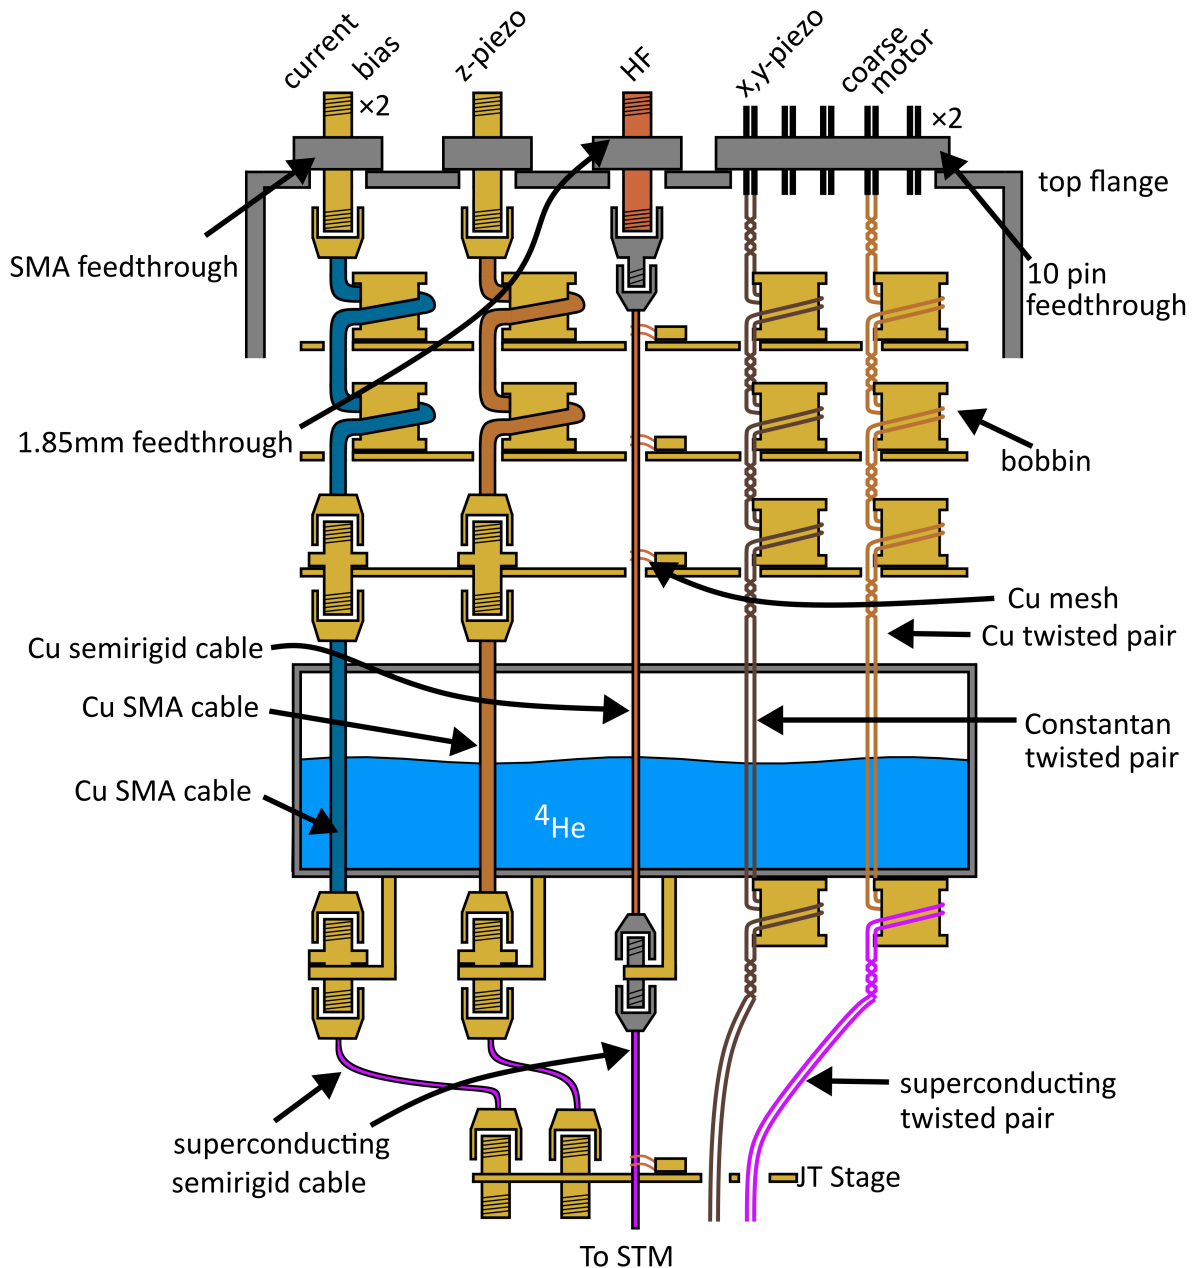 current
bias
×2
z-piezo
HF
x,y-piezo
coarse
motor
×2
top flange
SMA feedthrough
10 pin
feedthrough
1.85mm feedthrough
bobbin
Cu mesh
Cu twisted pair
Cu semirigid cable
Cu SMA cable
Constantan
twisted pair
Cu SMA cable
4He
superconducting
twisted pair
superconducting
semirigid cable
JT Stage
To STM